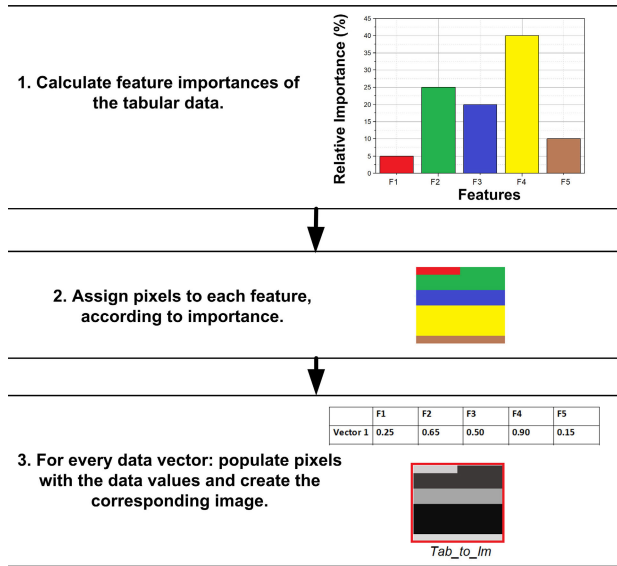 1. Calculate feature importances of
the tabular data.
Relative Importance (%)
45
40
35
30
25
20
15
10
5
0
F1 F2 F3 F4 F5
Features
2. Assign pixels to each feature,
according to importance.
F1 F2 F3 F4 F5
Vector 1 0.25 0.65 0.50 0.90 0.15
3. For every data vector: populate pixels
with the data values and create the
corresponding image.
Tab_to_Im